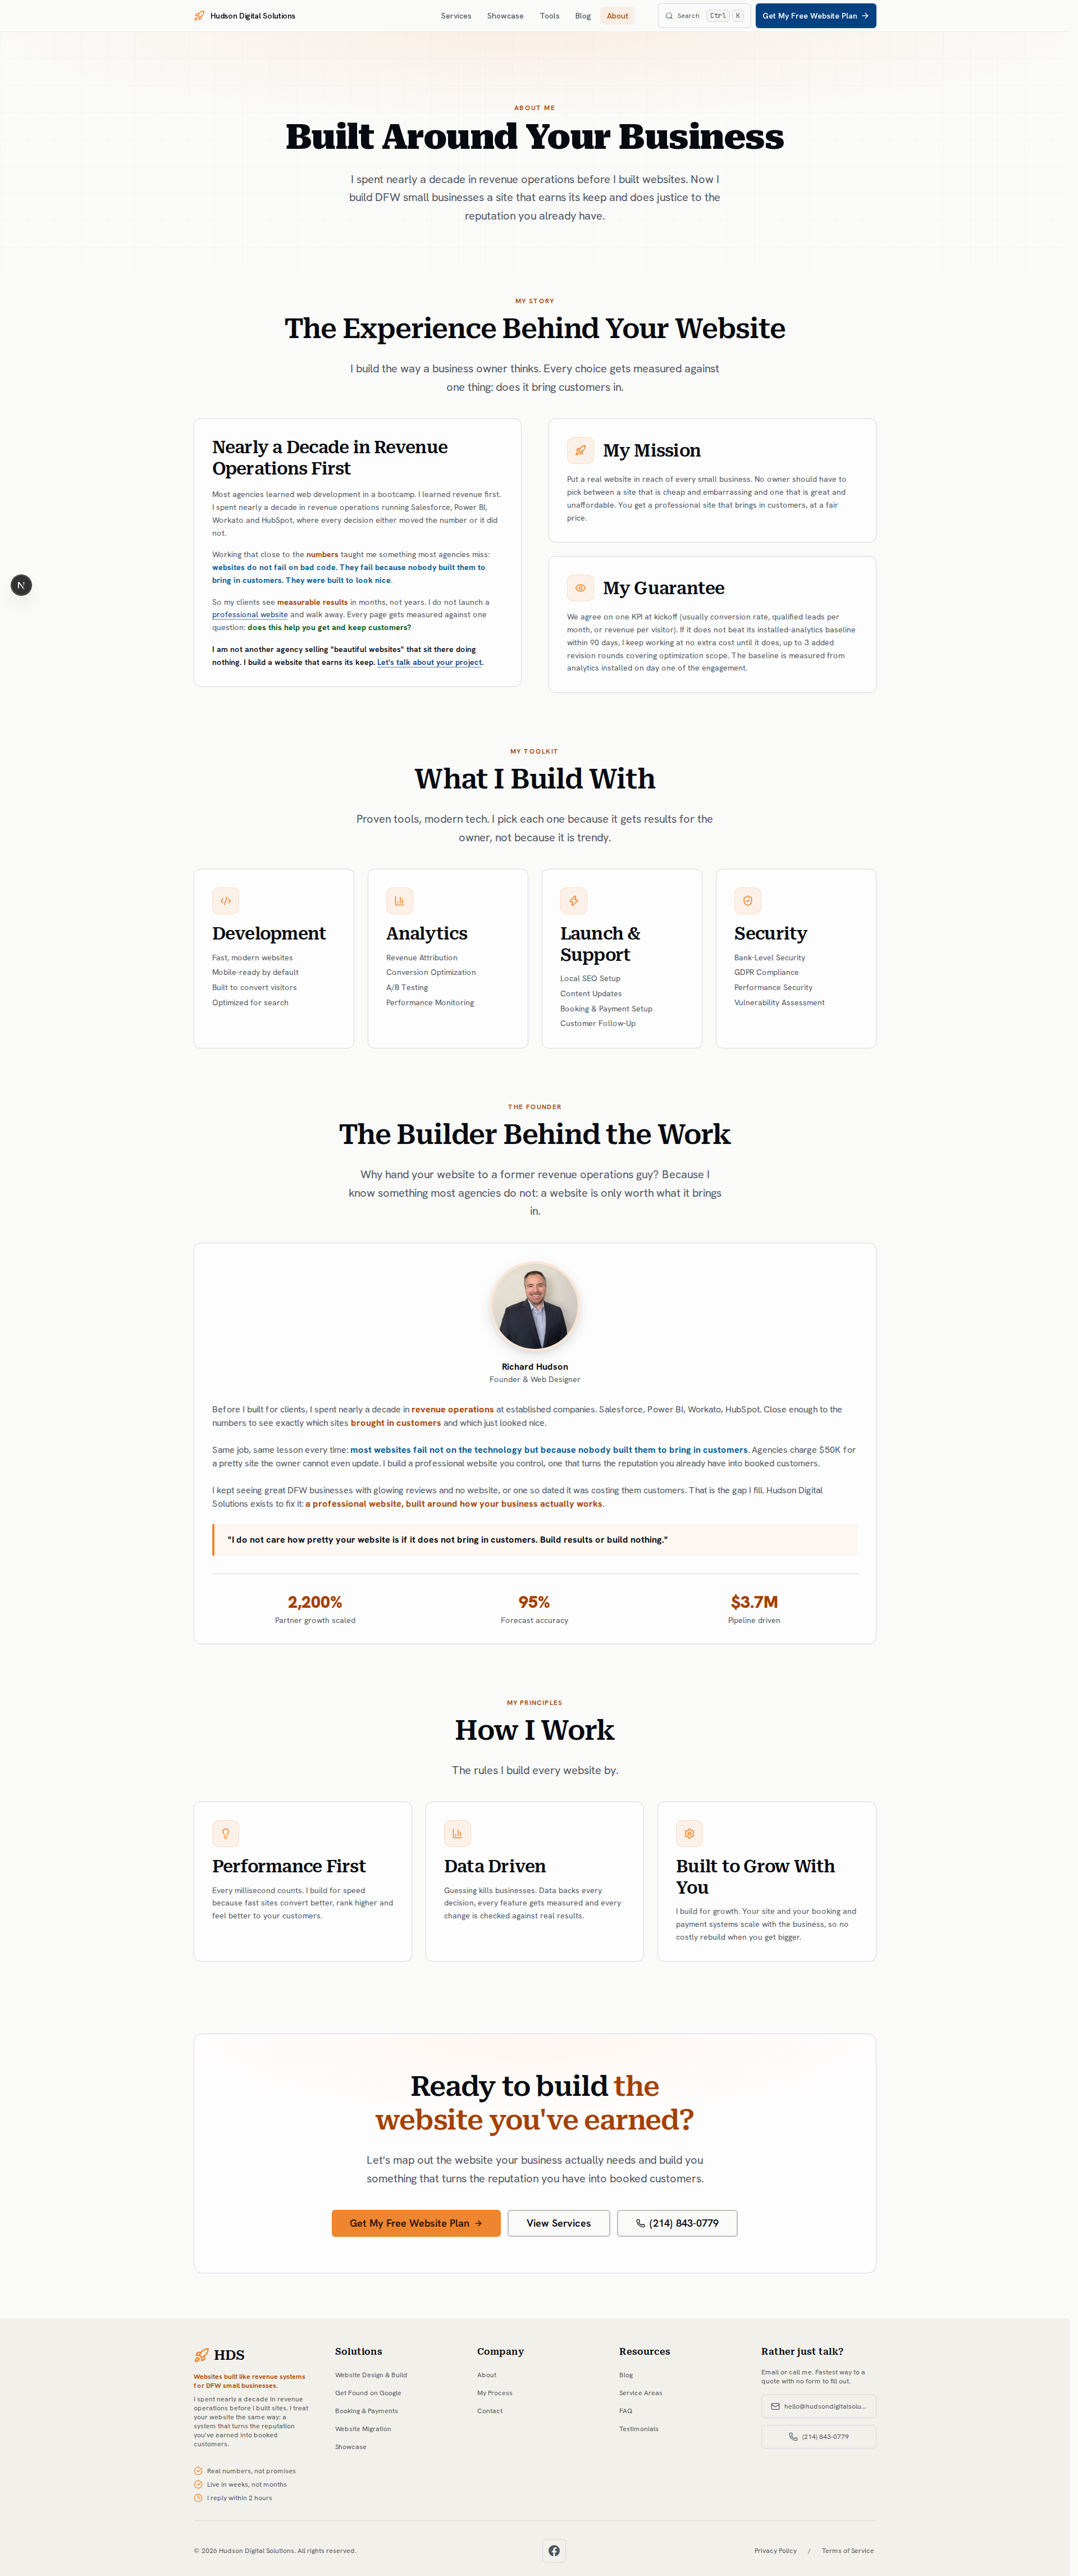 Hudson Digital Solutions
Services
Showcase
Tools
Blog
About
Search
Ctrl
K
Get My Free Website Plan
ABOUT ME
Built Around Your Business
I spent nearly a decade in revenue operations before I built websites. Now I
build DFW small businesses a site that earns its keep and does justice to the
reputation you already have.
MY STORY
The Experience Behind Your Website
I build the way a business owner thinks. Every choice gets measured against
one thing: does it bring customers in.
Nearly a Decade in Revenue
Operations First
Most agencies learned web development in a bootcamp. I learned revenue first.
I spent nearly a decade in revenue operations running Salesforce, Power BI,
Workato and HubSpot, where every decision either moved the number or it did
not.
Working that close to the numbers taught me something most agencies miss:
websites do not fail on bad code. They fail because nobody built them to
bring in customers. They were built to look nice.
So my clients see measurable results in months, not years. I do not launch a
professional website and walk away. Every page gets measured against one
question: does this help you get and keep customers?
I am not another agency selling "beautiful websites" that sit there doing
nothing. I build a website that earns its keep. Let's talk about your project.
My Mission
Put a real website in reach of every small business. No owner should have to
pick between a site that is cheap and embarrassing and one that is great and
unaffordable. You get a professional site that brings in customers, at a fair
price.
My Guarantee
We agree on one KPI at kickoff (usually conversion rate, qualified leads per
month, or revenue per visitor). If it does not beat its installed-analytics baseline
within 90 days, I keep working at no extra cost until it does, up to 3 added
revision rounds covering optimization scope. The baseline is measured from
analytics installed on day one of the engagement.
MY TOOLKIT
What I Build With
Proven tools, modern tech. I pick each one because it gets results for the
owner, not because it is trendy.
Development
Fast, modern websites
Mobile-ready by default
Built to convert visitors
Optimized for search
Analytics
Revenue Attribution
Conversion Optimization
A/B Testing
Performance Monitoring
Launch &
Support
Local SEO Setup
Content Updates
Booking & Payment Setup
Customer Follow-Up
Security
Bank-Level Security
GDPR Compliance
Performance Security
Vulnerability Assessment
THE FOUNDER
The Builder Behind the Work
Why hand your website to a former revenue operations guy? Because I
know something most agencies do not: a website is only worth what it brings
in.
Richard Hudson
Founder & Web Designer
Before I built for clients, I spent nearly a decade in revenue operations at established companies. Salesforce, Power BI, Workato, HubSpot. Close enough to the
numbers to see exactly which sites brought in customers and which just looked nice.
Same job, same lesson every time: most websites fail not on the technology but because nobody built them to bring in customers. Agencies charge $50K for
a pretty site the owner cannot even update. I build a professional website you control, one that turns the reputation you already have into booked customers.
I kept seeing great DFW businesses with glowing reviews and no website, or one so dated it was costing them customers. That is the gap I fill. Hudson Digital
Solutions exists to fix it: a professional website, built around how your business actually works.
"I do not care how pretty your website is if it does not bring in customers. Build results or build nothing."
2,200%
Partner growth scaled
95%
Forecast accuracy
$3.7M
Pipeline driven
MY PRINCIPLES
How I Work
The rules I build every website by.
Performance First
Every millisecond counts. I build for speed
because fast sites convert better, rank higher and
feel better to your customers.
Data Driven
Guessing kills businesses. Data backs every
decision, every feature gets measured and every
change is checked against real results.
Built to Grow With
You
I build for growth. Your site and your booking and
payment systems scale with the business, so no
costly rebuild when you get bigger.
Ready to build the
website you've earned?
Let's map out the website your business actually needs and build you
something that turns the reputation you have into booked customers.
Get My Free Website Plan
View Services
(214) 843-0779
HDS
Websites built like revenue systems
for DFW small businesses.
I spent nearly a decade in revenue
operations before I built sites. I treat
your website the same way: a
system that turns the reputation
you've earned into booked
customers.
Real numbers, not promises
Live in weeks, not months
I reply within 2 hours
Solutions
Website Design & Build
Get Found on Google
Booking & Payments
Website Migration
Showcase
Company
About
My Process
Contact
Resources
Blog
Service Areas
FAQ
Testimonials
Rather just talk?
Email or call me. Fastest way to a
quote with no form to fill out.
hello@hudsondigitalsolu...
(214) 843-0779
© 2026 Hudson Digital Solutions. All rights reserved.
Privacy Policy
/
Terms of Service